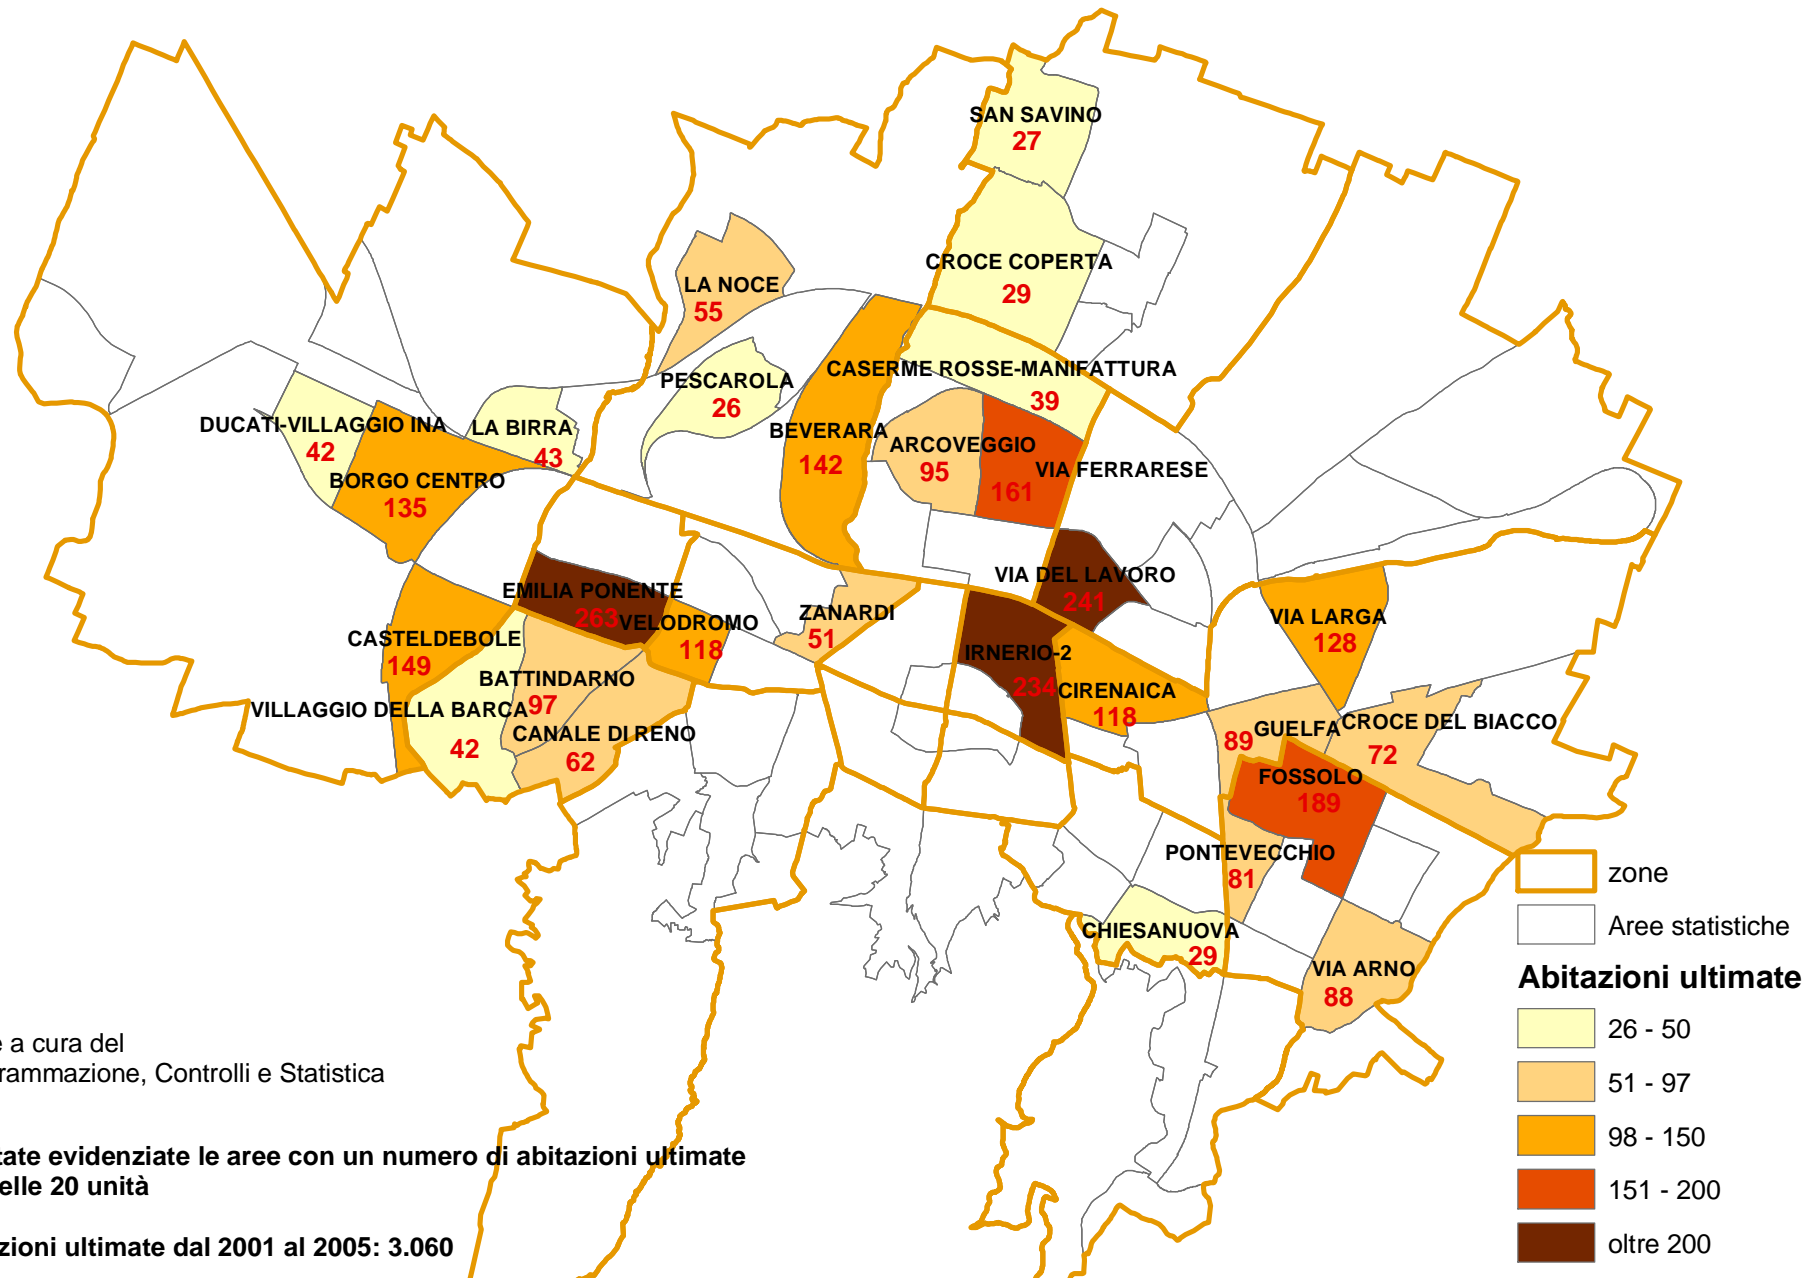 SAN SAVINO
27
CROCE COPERTA
29
LA NOCE
55
CASERME ROSSE-MANIFATTURA
39
PESCAROLA
26
DUCATI-VILLAGGIO INA
42
LA BIRRA
43
BEVERARA
142
ARCOVEGGIO
95
VIA FERRARESE
161
BORGO CENTRO
135
EMILIA PONENTE
263
VELODROMO
118
ZANARDI
51
VIA DEL LAVORO
241
VIA LARGA
128
CASTELDEBOLE
149
IRNERIO-2
234
CIRENAICA
118
BATTINDARNO
97
VILLAGGIO DELLA BARCA
42
CANALE DI RENO
62
GUELFA
89
CROCE DEL BIACCO
72
FOSSOLO
189
PONTEVECCHIO
81
CHIESANUOVA
29
VIA ARNO
88
zone
Aree statistiche
Abitazioni ultimate
26 - 50
51 - 97
98 - 150
151 - 200
oltre 200
e a cura del
rammazione, Controlli e Statistica
tate evidenziate le aree con un numero di abitazioni ultimate
elle 20 unità
zioni ultimate dal 2001 al 2005: 3.060